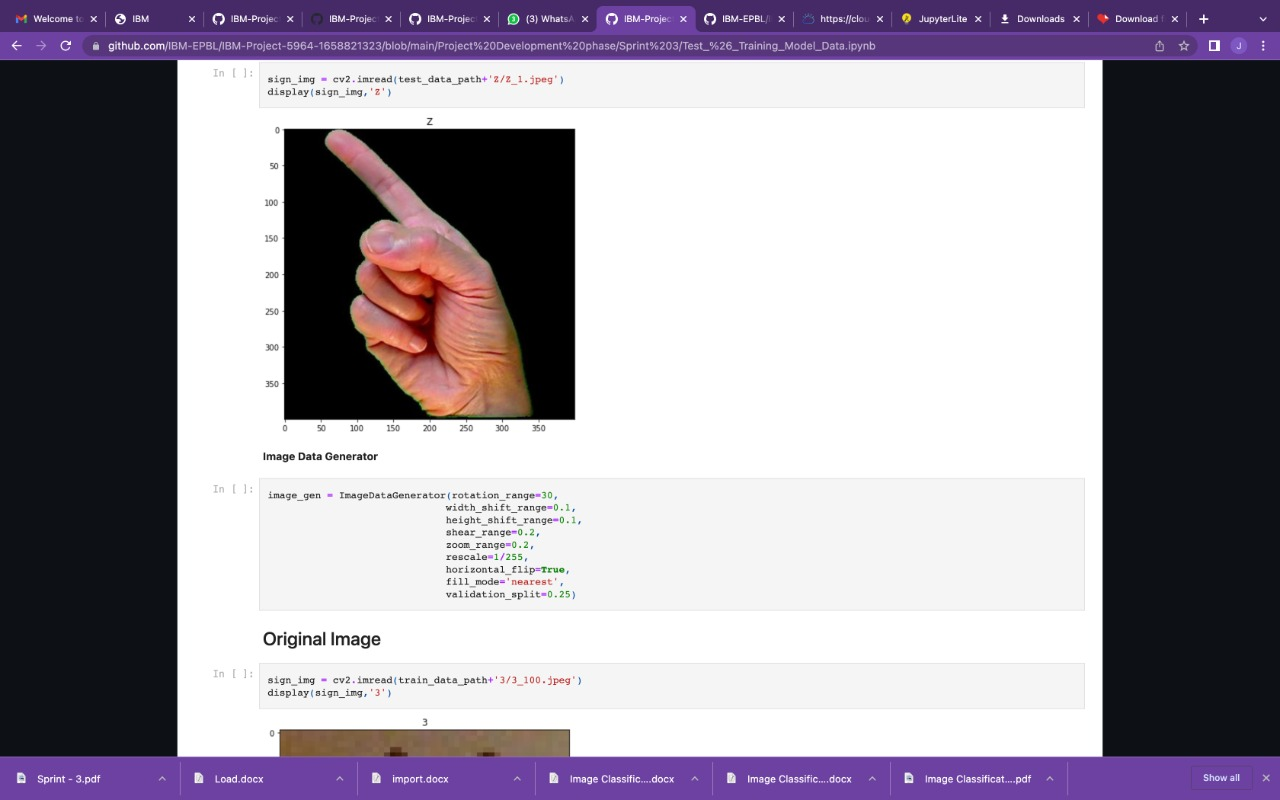 Welcome to
IBM
IBM-Projec
IBM-Projec
IBM-Projec
(3) WhatsA
IBM-Projec
IBM-EPBL/I
https://clou
JupyterLite
Downloads
Download f
github.com/IBM-EPBL/IBM-Project-5964-1658821323/blob/main/Project%20Development%20phase/Sprint%203/Test_%26_Training_Model_Data.ipynb
J
In [ ]:
sign_img = cv2.imread(test_data_path+'Z/Z_1.jpeg')
display(sign_img,'Z')
Z
0
50
100
150
200
250
300
350
0 50 100 150 200 250 300 350
Image Data Generator
In [ ]:
image_gen = ImageDataGenerator(rotation_range=30,
width_shift_range=0.1,
height_shift_range=0.1,
shear_range=0.2,
zoom_range=0.2,
rescale=1/255,
horizontal_flip=True,
fill_mode='nearest',
validation_split=0.25)
Original Image
In [ ]:
sign_img = cv2.imread(train_data_path+'3/3_100.jpeg')
display(sign_img,'3')
3
0
Sprint - 3.pdf
Load.docx
import.docx
Image Classific....docx
Image Classific....docx
Image Classificat....pdf
Show all